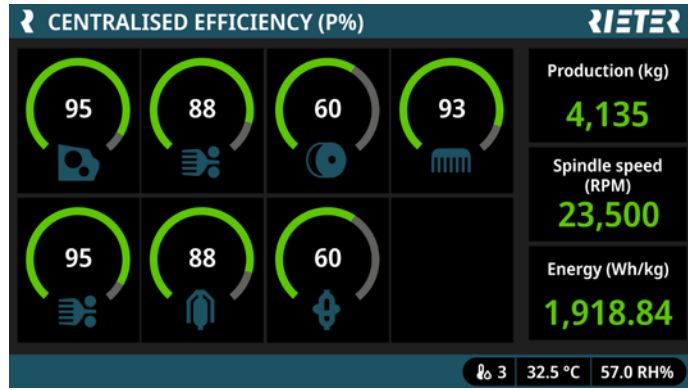 CENTRALISED EFFICIENCY (P%)
RIETER
95
88
60
93
95
88
60
Production (kg)
4,135
Spindle speed
(RPM)
23,500
Energy (Wh/kg)
1,918.84
3
32.5 °C
57.0 RH%